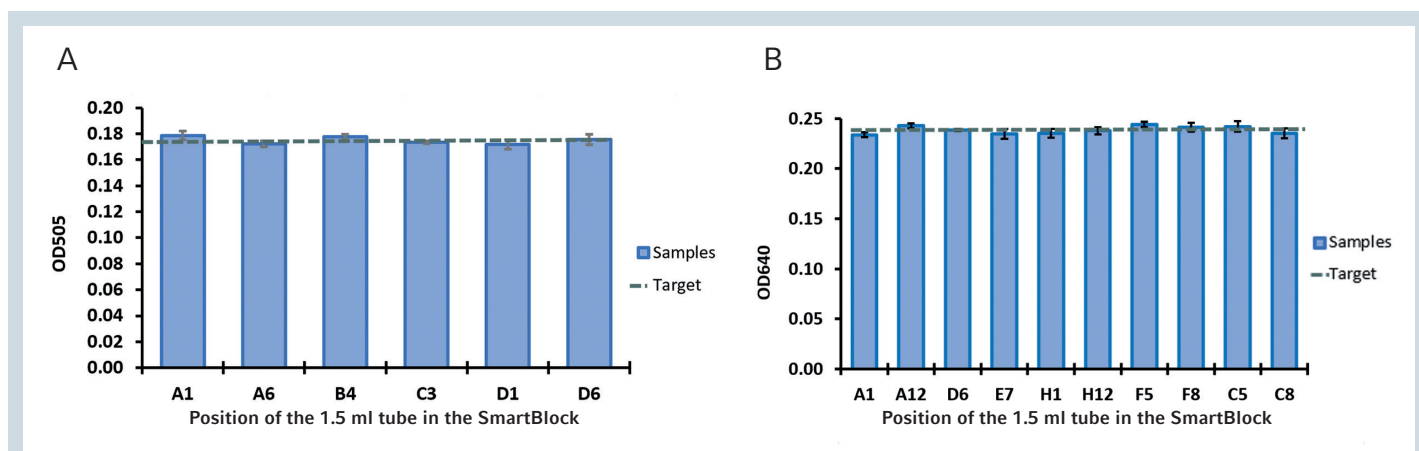 A
0.20
0.18
0.16
0.14
0.12
0.10
0.08
0.06
0.04
0.02
0.00
OD505
A1 A6 B4 C3 D1 D6
Position of the 1.5 ml tube in the SmartBlock
Samples
Target
B
0.25
0.20
0.15
0.10
0.05
0.00
OD640
A1 A12 D6 E7 H1 H12 F5 F8 C5 C8
Position of the 1.5 ml tube in the SmartBlock
Samples
Target